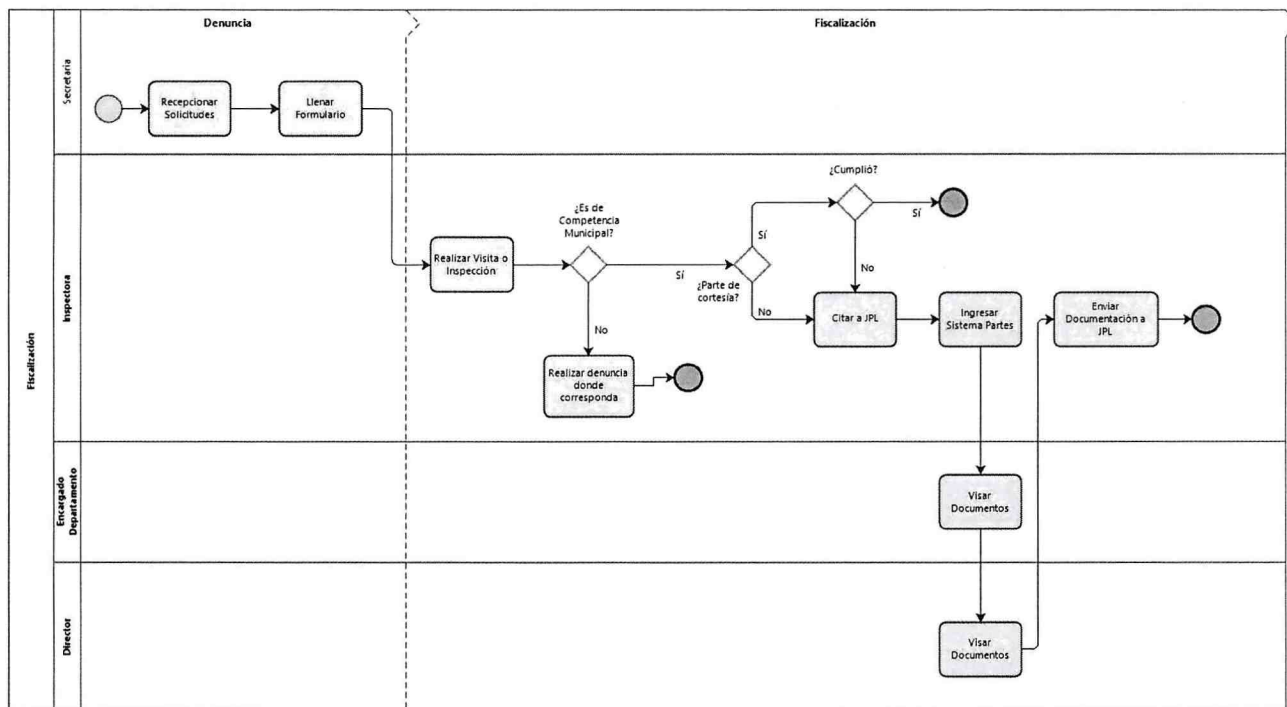 Denuncia
Fiscalización
Fiscalización
Secretaria
Recepcionar
Solicitudes
Llenar
Formulario
Inspectora
Realizar Visita o
Inspección
¿Es de
Competencia
Municipal?
Sí
No
Realizar denuncia
donde
corresponda
¿Parte de
cortesía?
Sí
No
¿Cumplió?
Sí
No
Citar a JPL
Ingresar
Sistema Partes
Enviar
Documentación a
JPL
Encargado
Departamento
Visar
Documentos
Director
Visar
Documentos